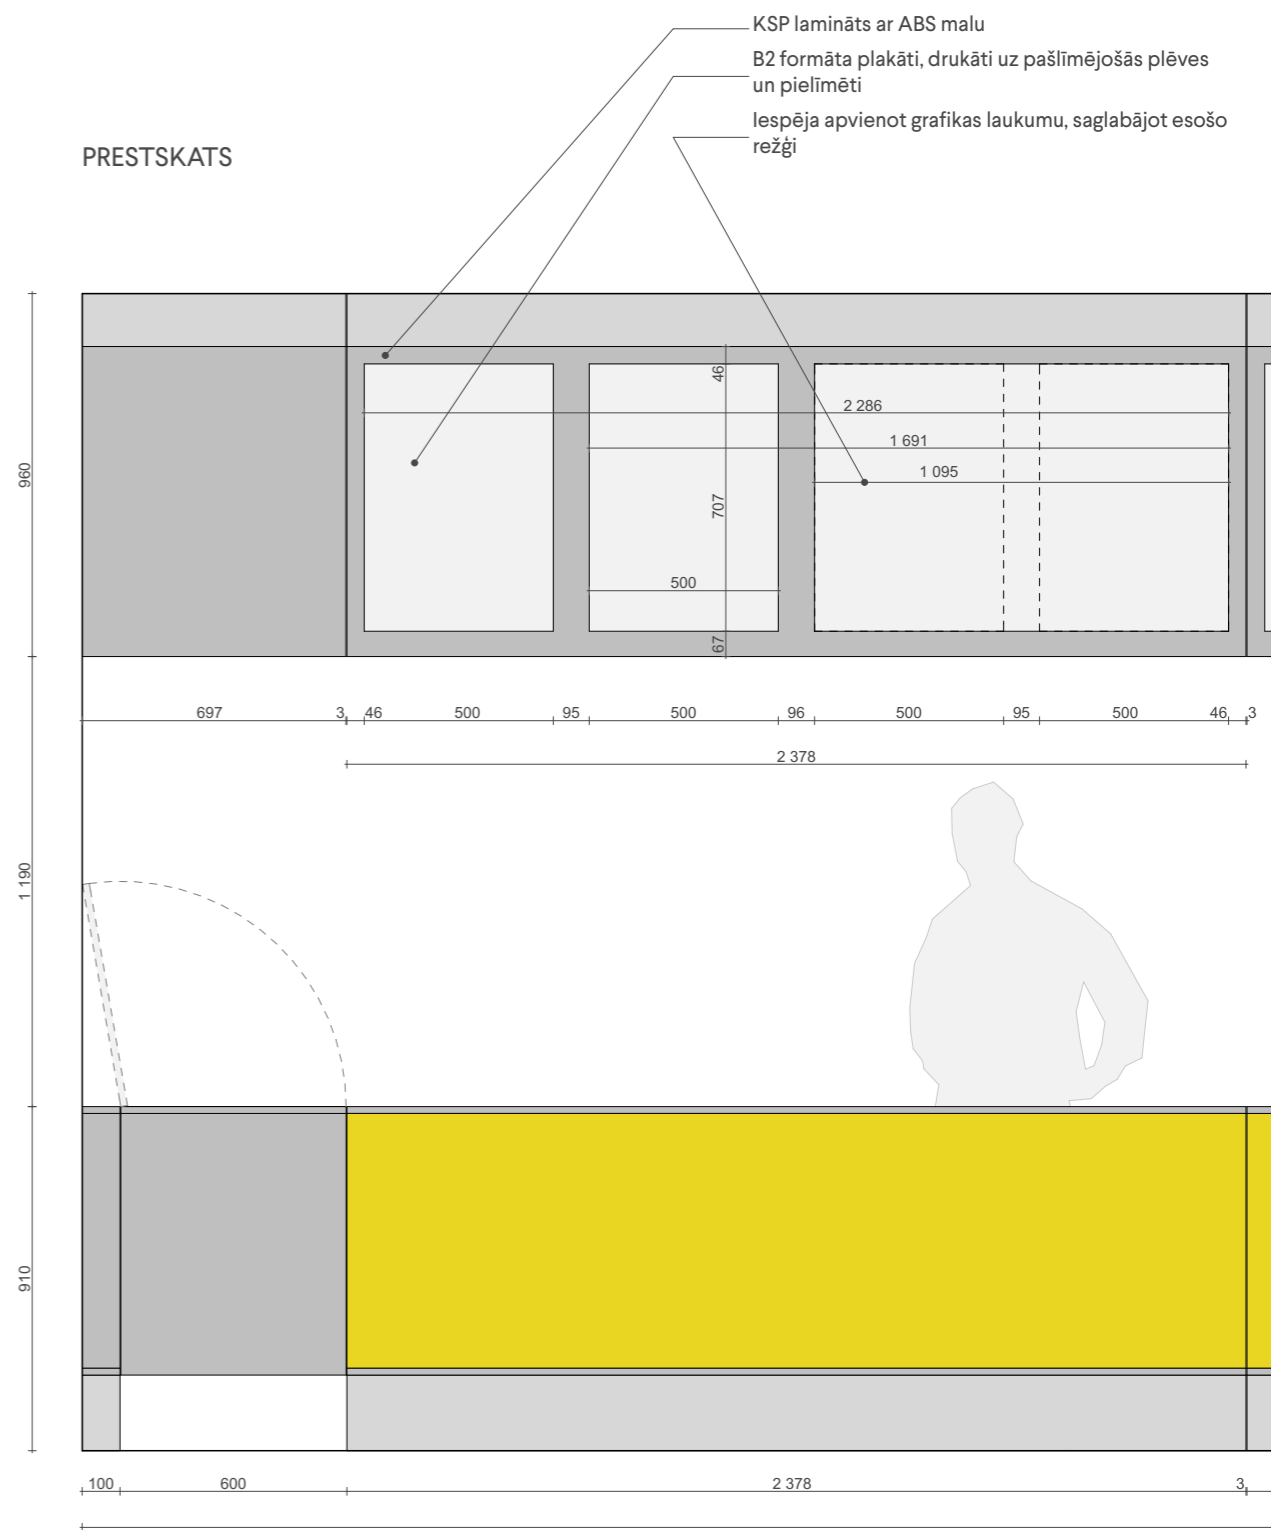 KSP lamināts ar ABS malu
B2 formāta plakāti, drukāti uz pašlīmējošās plēves
un pielīmēti
Iespēja apvienot grafikas laukumu, saglabājot esošo
režģi
PRESTSKATS
46
2 286
1 691
1 095
960
707
500
67
697 3 46 500 95 500 96 500 95 500 46 3
2 378
1 190
910
100 600 2 378 3